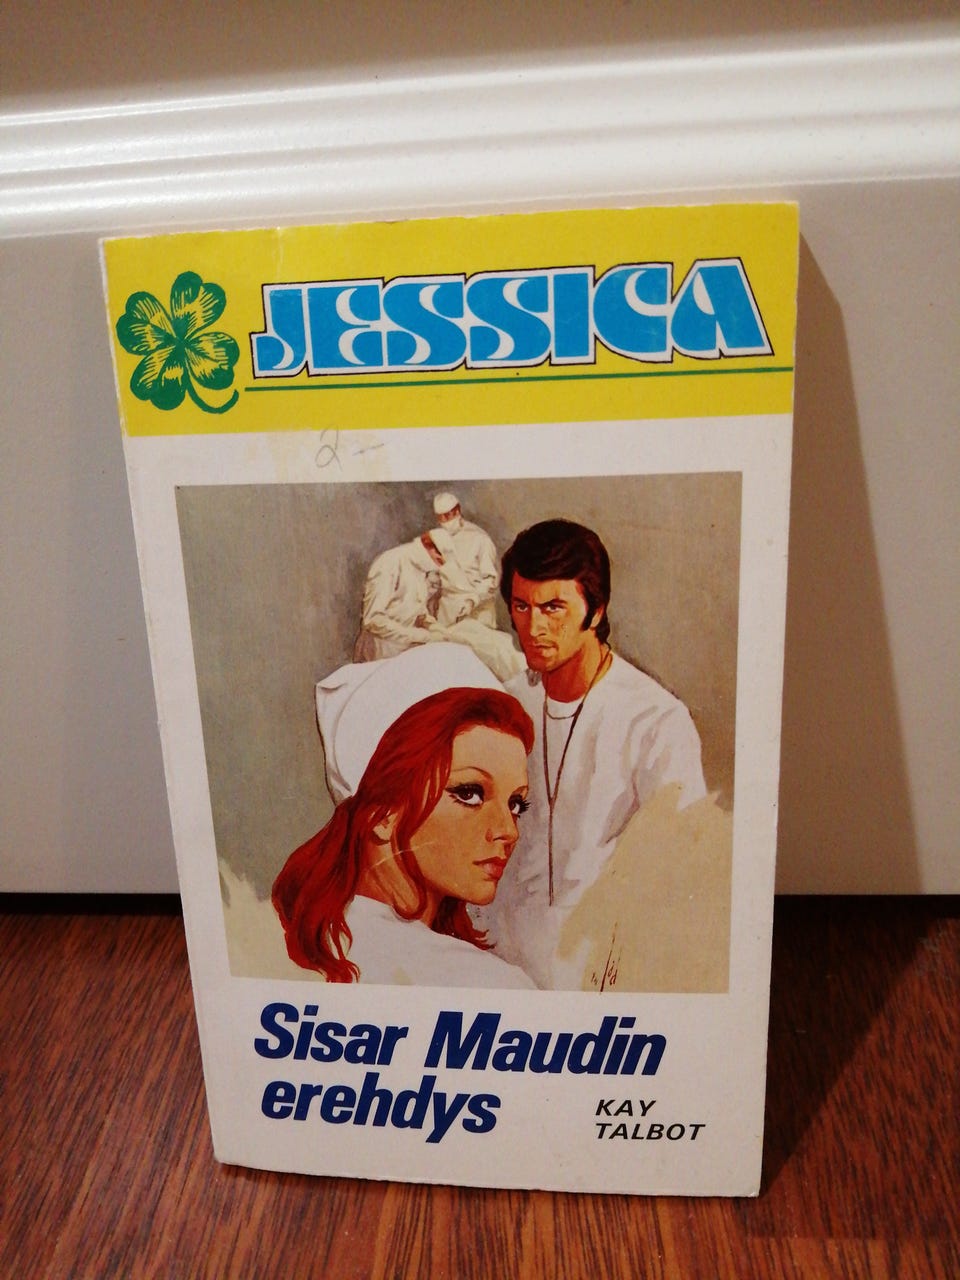 JESSICA
2-
Sisar Maudin
erehdys
KAY
TALBOT